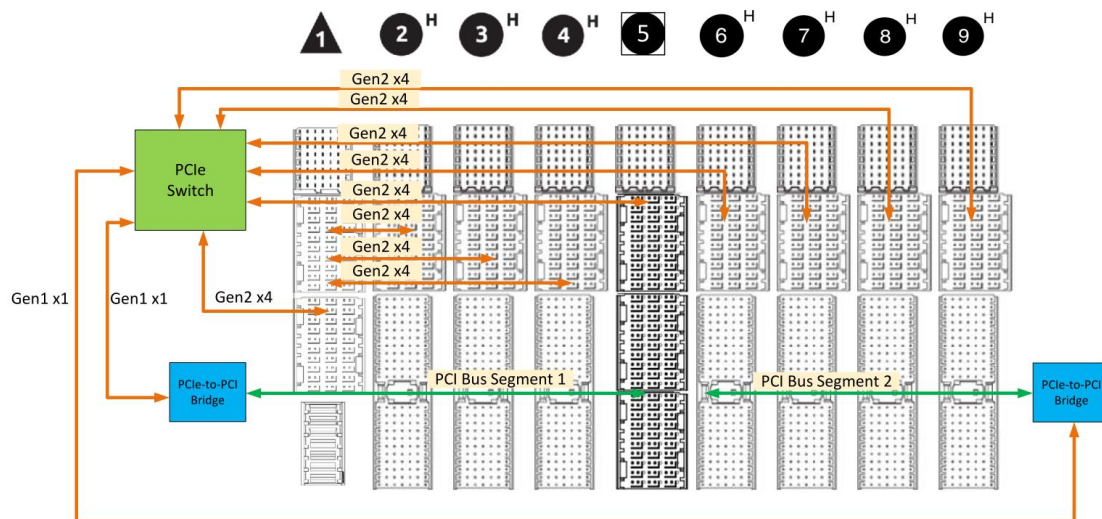 1 2 H 3 H 4 H 5 6 H 7 H 8 H 9 H
Gen2 x4
Gen2 x4
Gen2 x4
PCIe
Switch
Gen2 x4
Gen2 x4
Gen2 x4
Gen2 x4
Gen2 x4
Gen1 x1
Gen1 x1
Gen2 x4
PCIe-to-PCI
Bridge
PCI Bus Segment 1
PCI Bus Segment 2
PCIe-to-PCI
Bridge